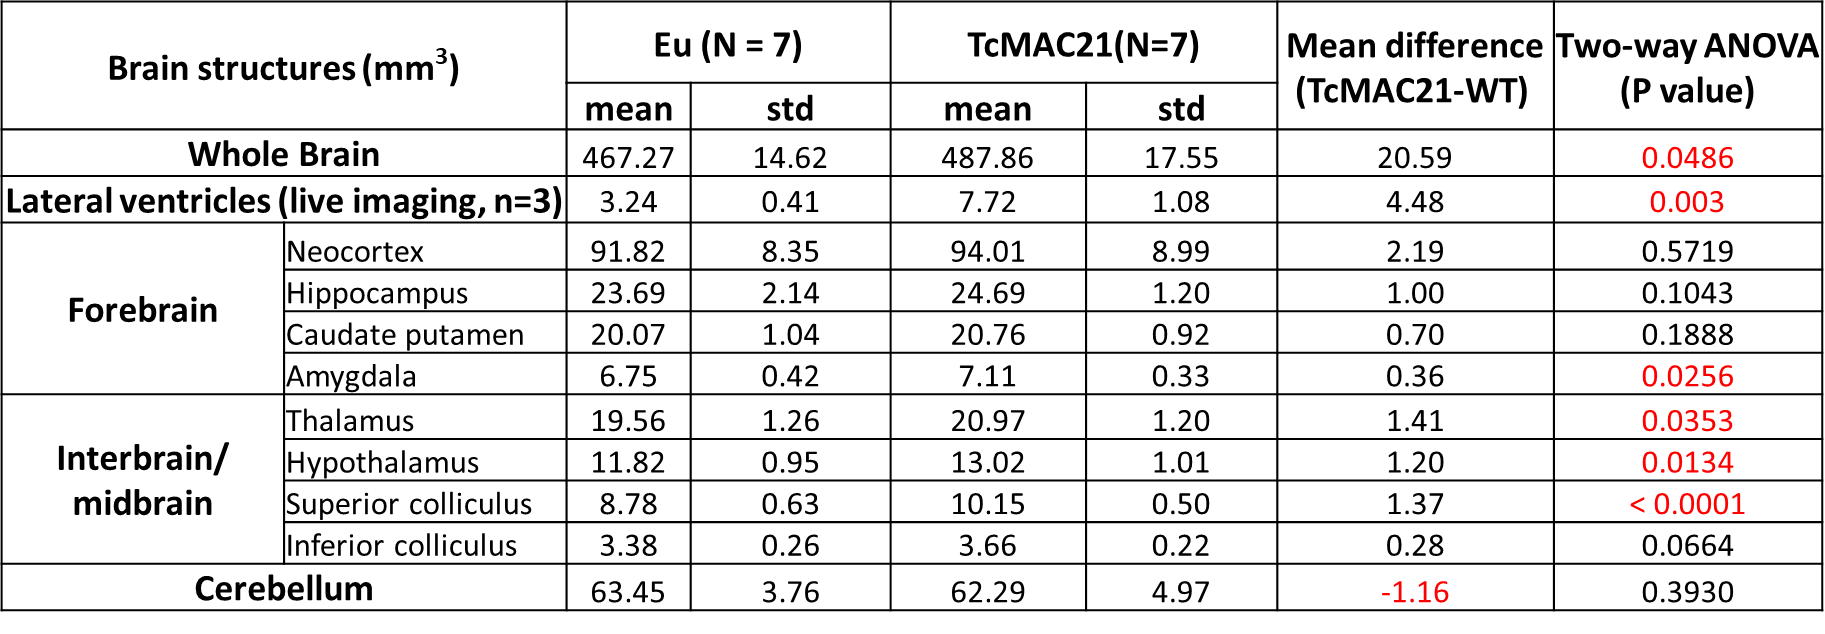 Brain structures (mm³) Eu (N = 7) TcMAC21(N=7) Mean difference (TcMAC21-WT) Two-way ANOVA (P value)
mean std mean std
Whole Brain 467.27 14.62 487.86 17.55 20.59 0.0486
Lateral ventricles (live imaging, n=3) 3.24 0.41 7.72 1.08 4.48 0.003
Forebrain
Neocortex 91.82 8.35 94.01 8.99 2.19 0.5719
Hippocampus 23.69 2.14 24.69 1.20 1.00 0.1043
Caudate putamen 20.07 1.04 20.76 0.92 0.70 0.1888
Amygdala 6.75 0.42 7.11 0.33 0.36 0.0256
Interbrain/
midbrain
Thalamus 19.56 1.26 20.97 1.20 1.41 0.0353
Hypothalamus 11.82 0.95 13.02 1.01 1.20 0.0134
Superior colliculus 8.78 0.63 10.15 0.50 1.37 < 0.0001
Inferior colliculus 3.38 0.26 3.66 0.22 0.28 0.0664
Cerebellum 63.45 3.76 62.29 4.97 -1.16 0.3930